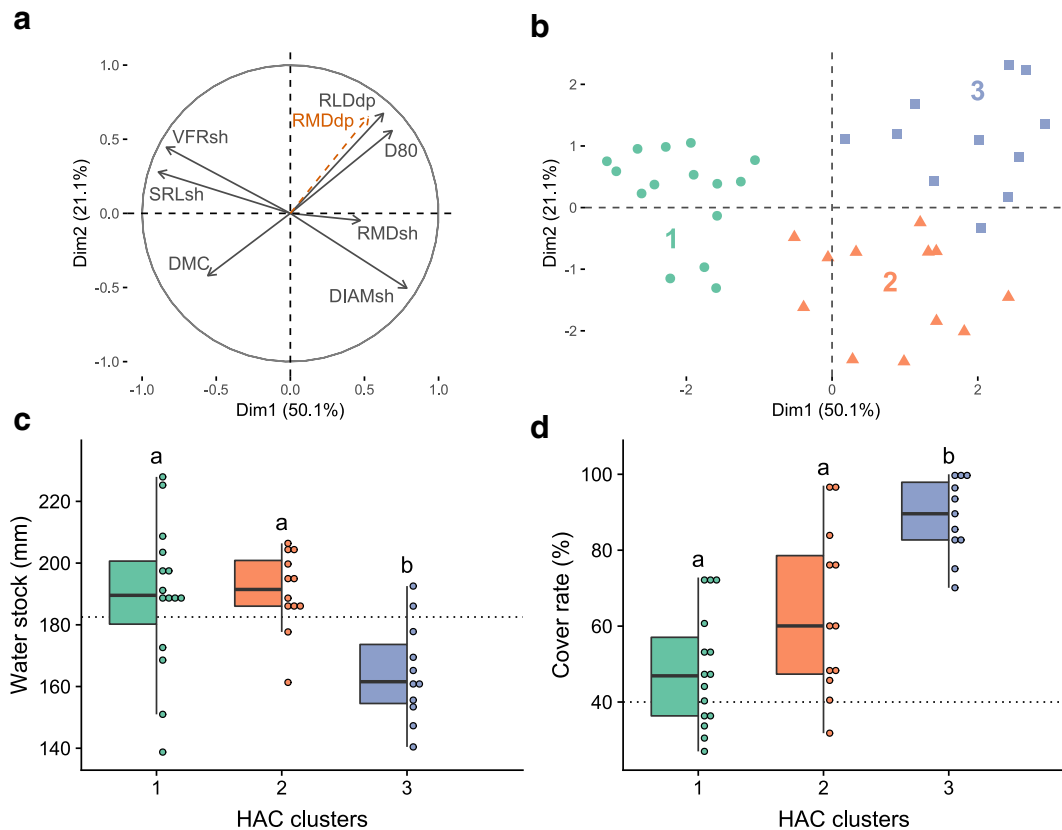 a
1.0
0.5
0.0
0.5
-1.0
-1.0
-0.5
0.0
0.5
1.0
Dim2 (21.1%)
Dim1 (50.1%)
RLDdp
RMDdp
D80
VFRsh
SRLsh
RMDsh
DMC
DIAMsh
b
2
1
0
-1
-2
-2
0
2
Dim2 (21.1%)
Dim1 (50.1%)
3
1
2
c
220
200
180
160
140
Water stock (mm)
a
a
b
1
2
3
HAC clusters
d
100
80
60
40
Cover rate (%)
a
a
b
1
2
3
HAC clusters